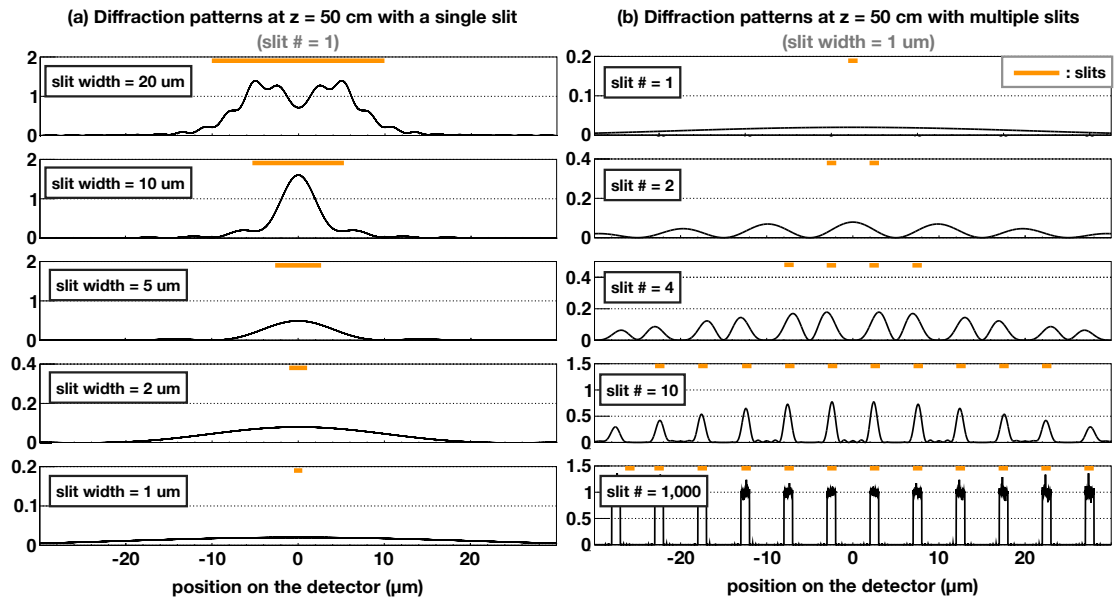 (a) Diffraction patterns at z = 50 cm with a single slit
(slit # = 1)
2
1
0
slit width = 20 um
2
1
0
slit width = 10 um
2
1
0
slit width = 5 um
0.4
0.2
0
slit width = 2 um
0.2
0.1
0
slit width = 1 um
-20
-10
0
10
20
position on the detector (μm)
(b) Diffraction patterns at z = 50 cm with multiple slits
(slit width = 1 um)
0.2
0.1
0
slit # = 1
: slits
0.4
0.2
0
slit # = 2
0.4
0.2
0
slit # = 4
1.5
1
0.5
0
slit # = 10
1.5
1
0.5
0
slit # = 1,000
-20
-10
0
10
20
position on the detector (μm)